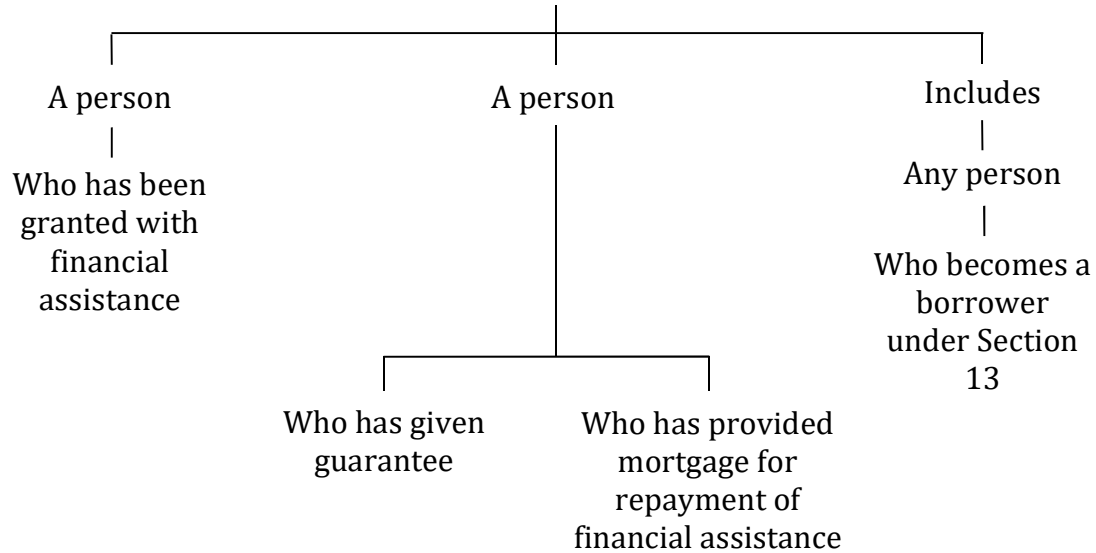 A person
Who has been
granted with
financial
assistance
A person
Who has given
guarantee
Who has provided
mortgage for
repayment of
financial assistance
Includes
Any person
Who becomes a
borrower
under Section
13